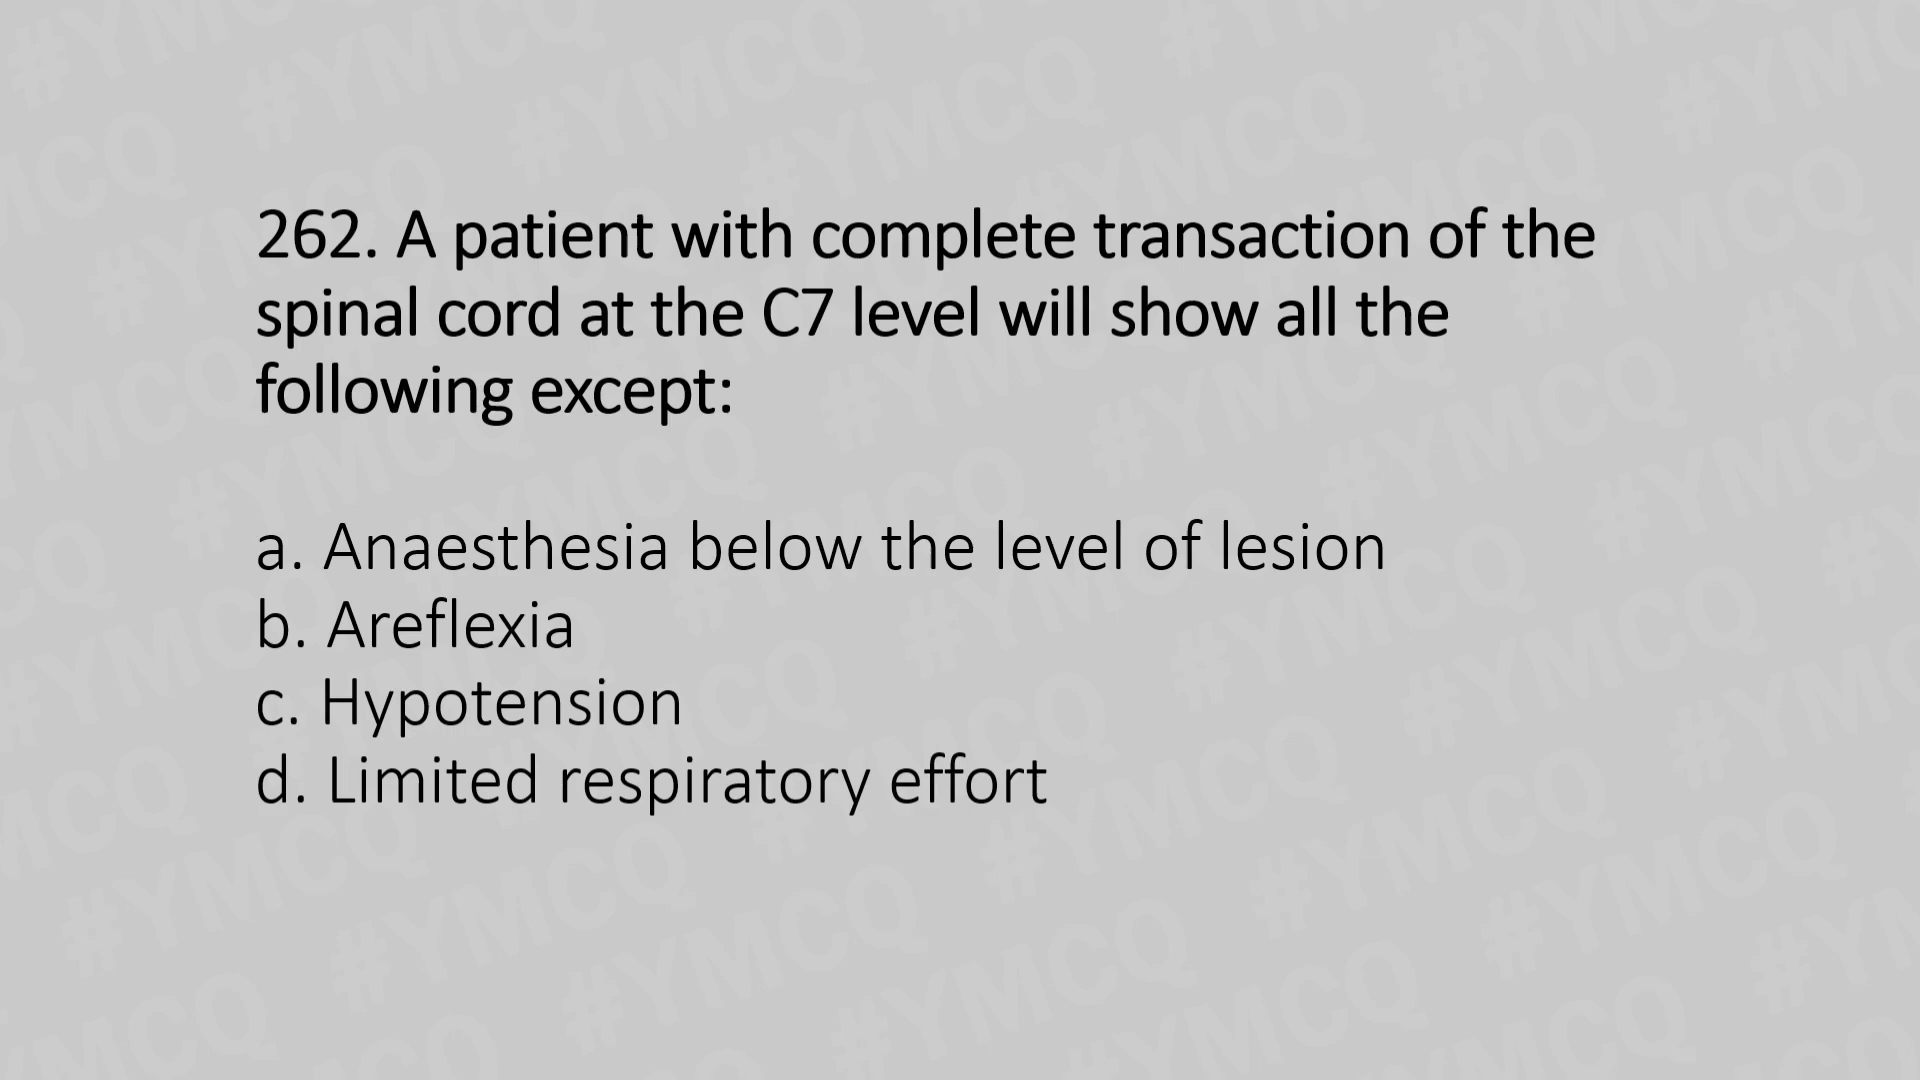 262. A patient with complete transaction of the
spinal cord at the C7 level will show all the
following except:
a. Anaesthesia below the level of lesion
b. Areflexia
c. Hypotension
d. Limited respiratory effort
#YMCQ